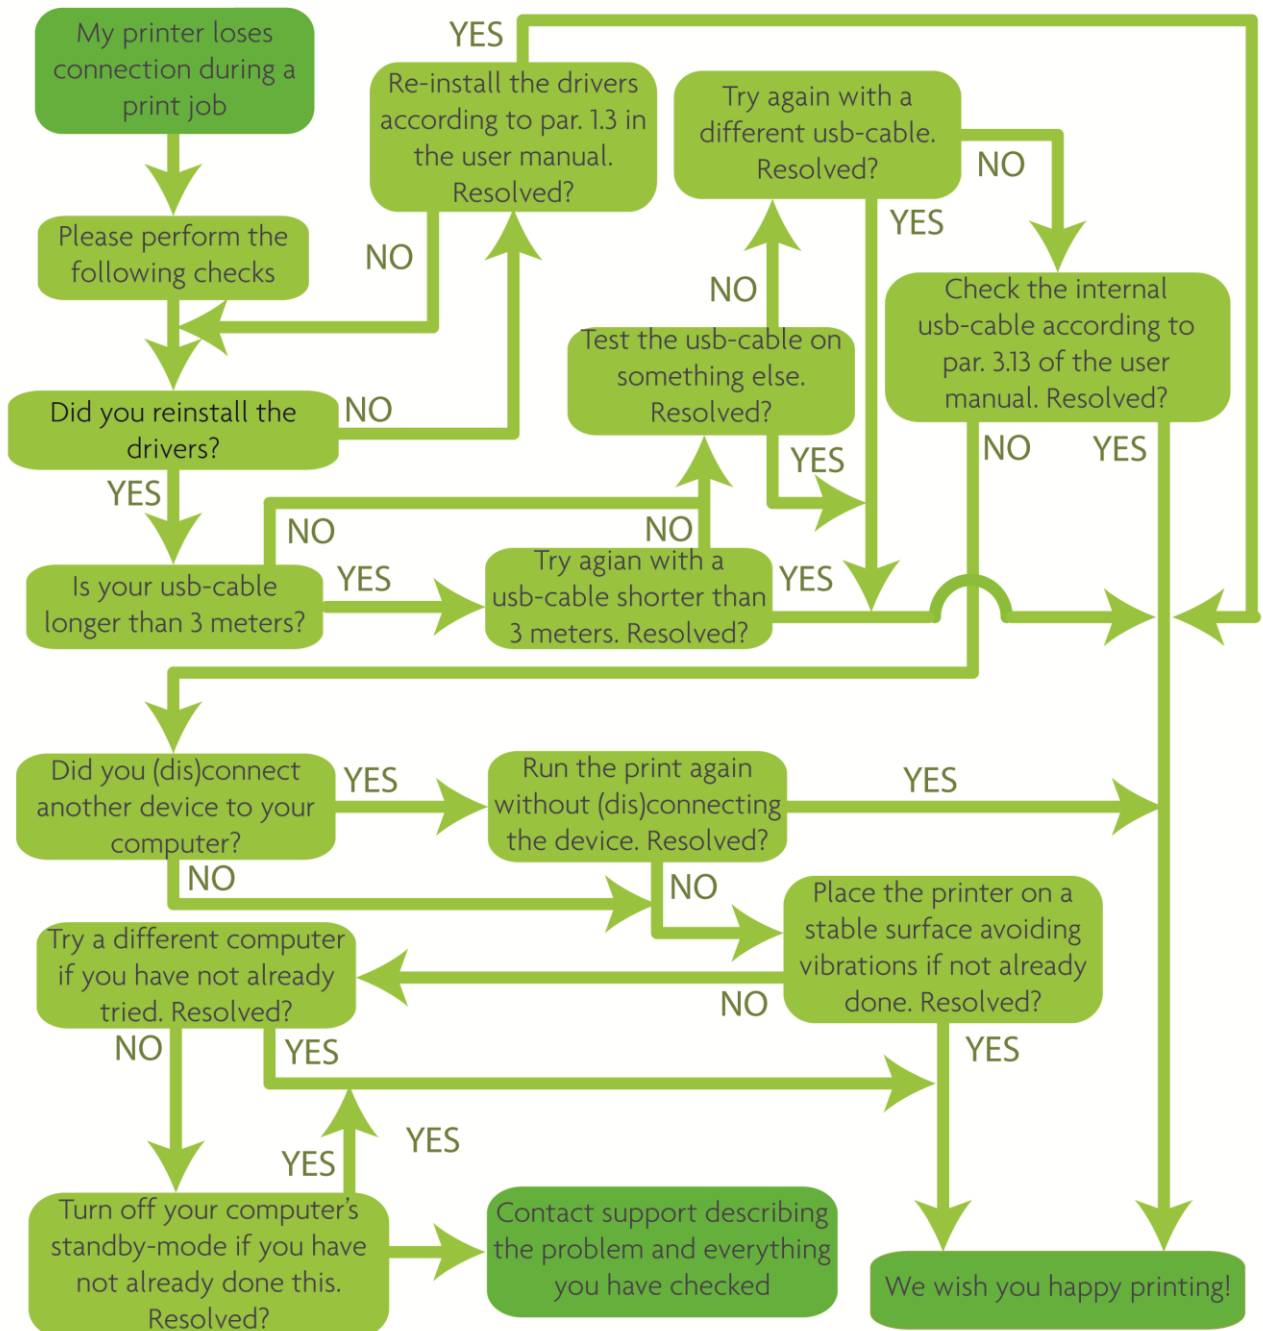 My printer loses
connection during a
print job
YES
Re-install the drivers
according to par. 1.3 in
the user manual.
Resolved?
Try again with a
different usb-cable.
Resolved?
NO
YES
Please perform the
following checks
NO
NO
Check the internal
usb-cable according to
par. 3.13 of the user
manual. Resolved?
Test the usb-cable on
something else.
Resolved?
Did you reinstall the
drivers?
NO
YES
NO
YES
YES
NO
NO
Is your usb-cable
longer than 3 meters?
YES
Try agian with a
usb-cable shorter than
3 meters. Resolved?
YES
Did you (dis)connect
another device to your
computer?
YES
Run the print again
without (dis)connecting
the device. Resolved?
YES
NO
NO
Place the printer on a
stable surface avoiding
vibrations if not already
done. Resolved?
Try a different computer
if you have not already
tried. Resolved?
NO
NO
YES
YES
YES
YES
Turn off your computer's
standby-mode if you have
not already done this.
Resolved?
Contact support describing
the problem and everything
you have checked
We wish you happy printing!